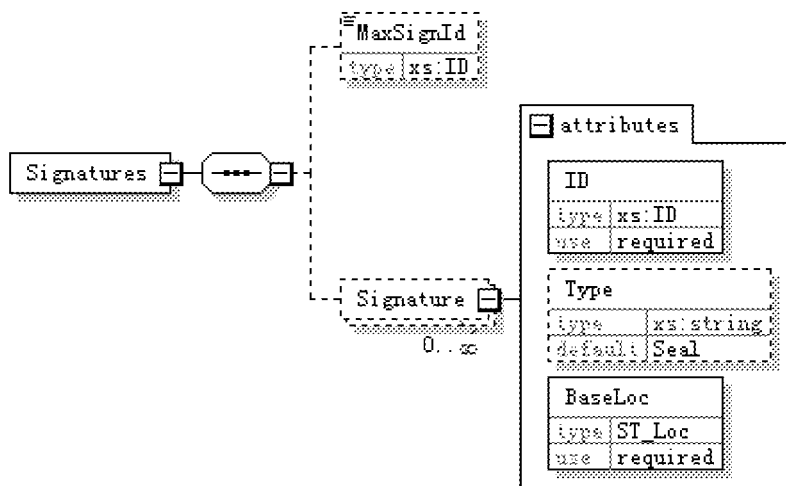 MaxSignId
type xs:ID
Signatures
attributes
ID
type xs:ID
use required
Signature
0..∞
Type
type xs:string
default Seal
BaseLoc
type ST_Loc
use required